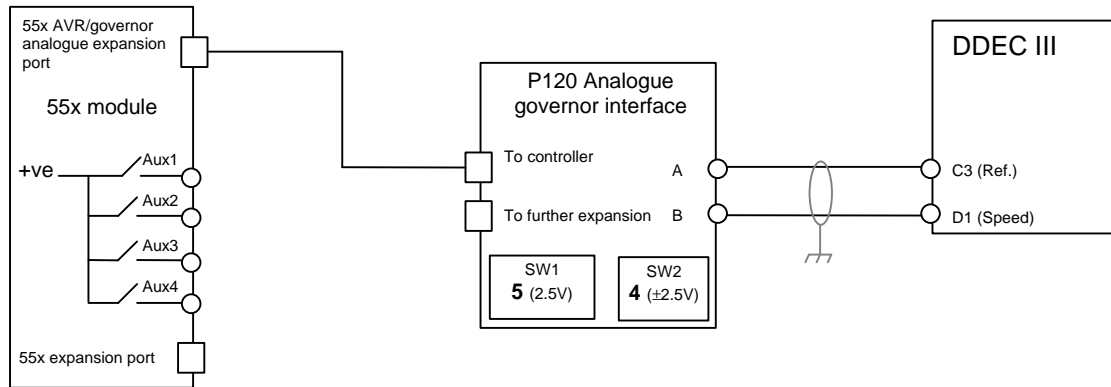 55x AVR/governor
analogue expansion
port
55x module
+ve
Aux1
Aux2
Aux3
Aux4
55x expansion port
P120 Analogue
governor interface
To controller
A
To further expansion
B
SW1
5 (2.5V)
SW2
4 (±2.5V)
DDEC III
C3 (Ref.)
D1 (Speed)